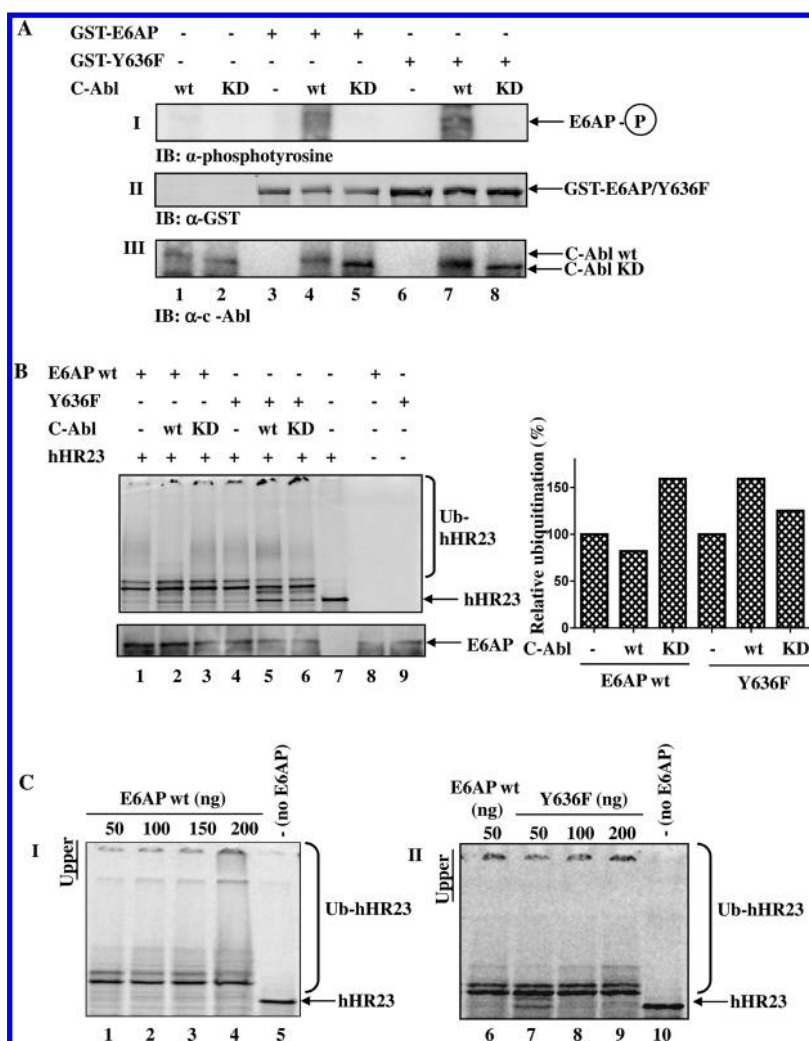 A
GST-E6AP - - + + + - - -
GST-Y636F - - - - - + + +
C-Abl wt KD - wt KD - wt KD
I
E6AP - P
IB: α-phosphotyrosine
II
GST-E6AP/Y636F
IB: α-GST
III
C-Abl wt
C-Abl KD
1 2 3 4 5 6 7 8
IB: α-c -Abl
B
E6AP wt + + + - - - - + -
Y636F - - - + + + - - +
C-Abl - wt KD - wt KD - - -
hHR23 + + + + + + + - -
Ub-
hHR23
hHR23
E6AP
1 2 3 4 5 6 7 8 9
Relative ubiquitination (%)
150
100
50
0
C-Abl - wt KD - wt KD
E6AP wt Y636F
C
E6AP wt (ng)
50 100 150 200
- (no E6AP)
I
Upper
Ub-hHR23
hHR23
1 2 3 4 5
E6AP wt
(ng)
Y636F (ng)
50 50 100 200
- (no E6AP)
II
Upper
Ub-hHR23
hHR23
6 7 8 9 10